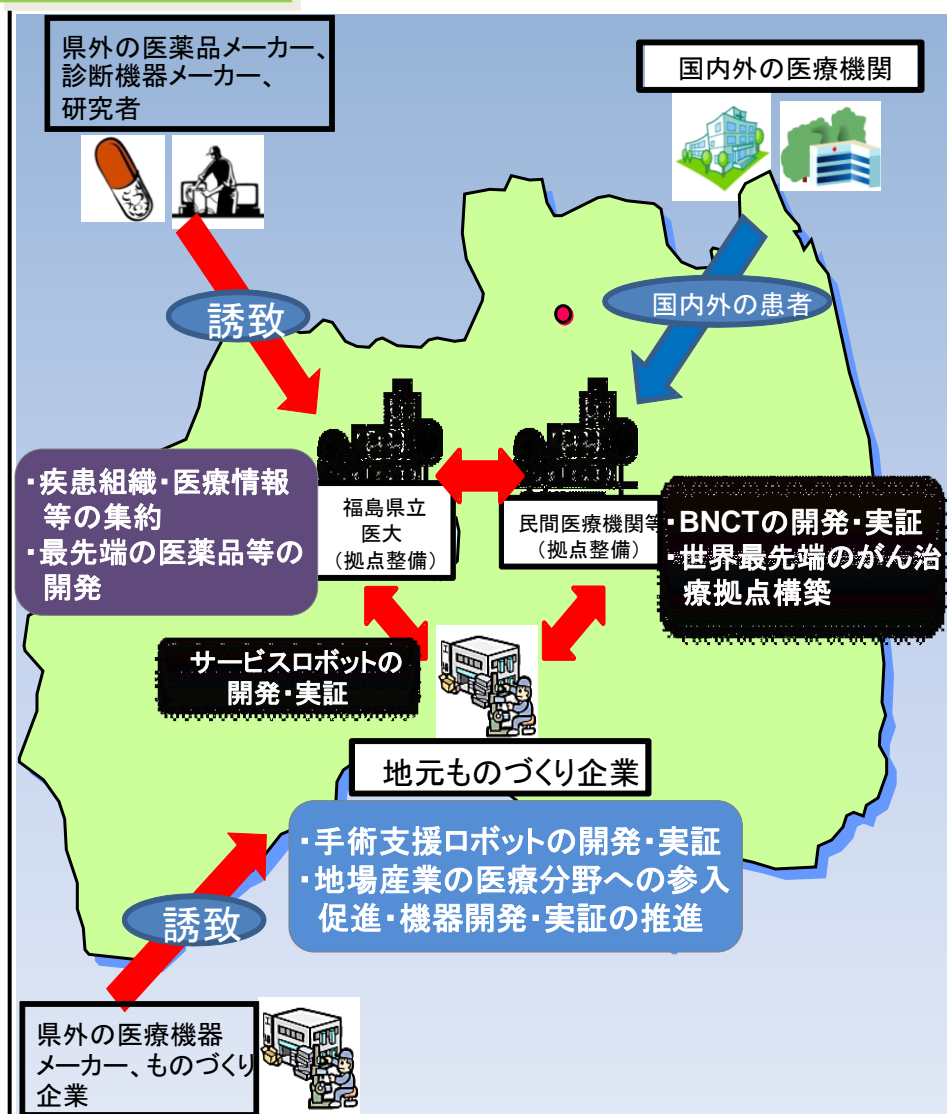 県外の医薬品メーカー、
診断機器メーカー、
研究者
国内外の医療機関
誘致
国内外の患者
・疾患組織・医療情報
等の集約
・最先端の医薬品等の
開発
福島県立
医大
(拠点整備)
民間医療機関等
(拠点整備)
・BNCTの開発・実証
・世界最先端のがん治
療拠点構築
サービスロボットの
開発・実証
地元ものづくり企業
・手術支援ロボットの開発・実証
・地場産業の医療分野への参入
促進・機器開発・実証の推進
誘致
県外の医療機器
メーカー、ものづくり
企業